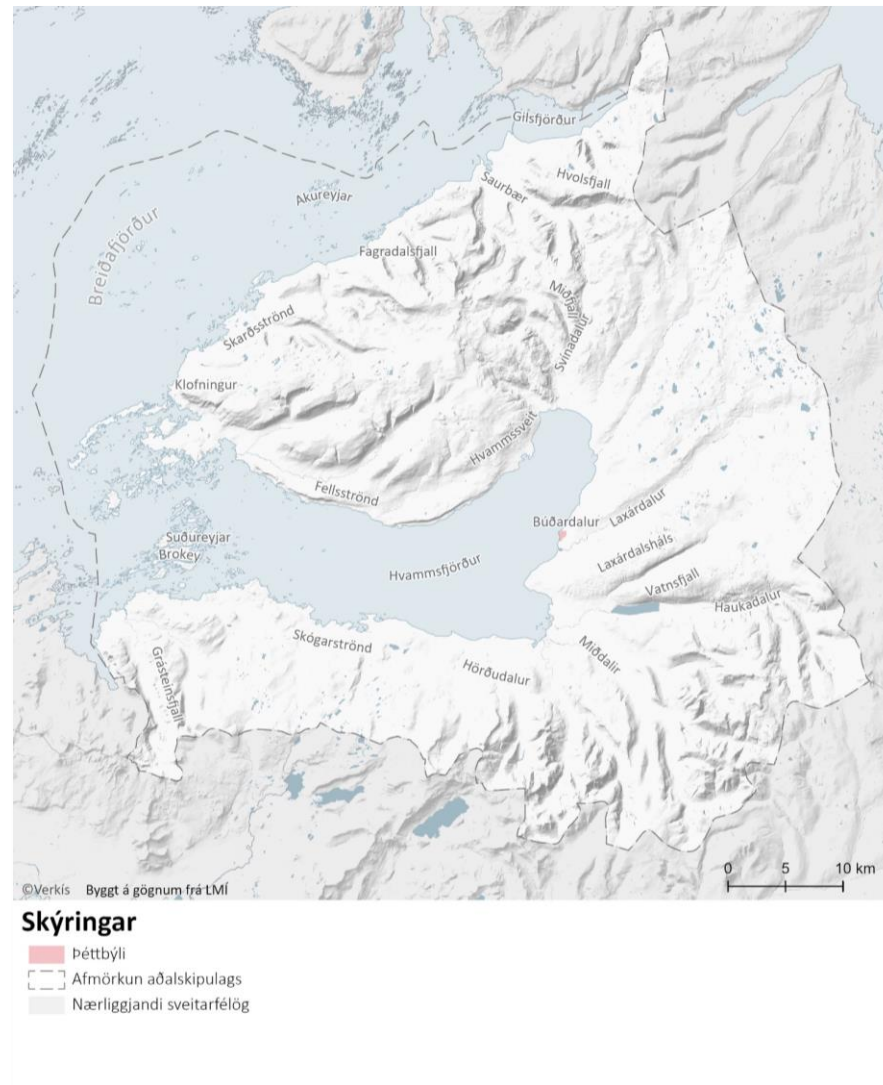 Gilsfjörður
Hvolsfjall
Saurbær
Akureyjar
Breiðafjörður
Fagradalsfjall
Miðfjall
Skarðsströnd
Svínadalur
Klofningur
Hvammssveit
Fellsströnd
Búðardalur
Laxárdalur
Suðureyjar
Brokey
Laxárdalsháls
Hvammsfjörður
Vatnsfjall
Haukadalur
Skógarströnd
Miðdalir
Grásteinsfjall
Hörðudalur
0 5 10 km
©Verkís Byggt á gögnum frá LMÍ
Skýringar
Þéttbýli
Afmörkun aðalskipulags
Nærliggjandi sveitarfélög